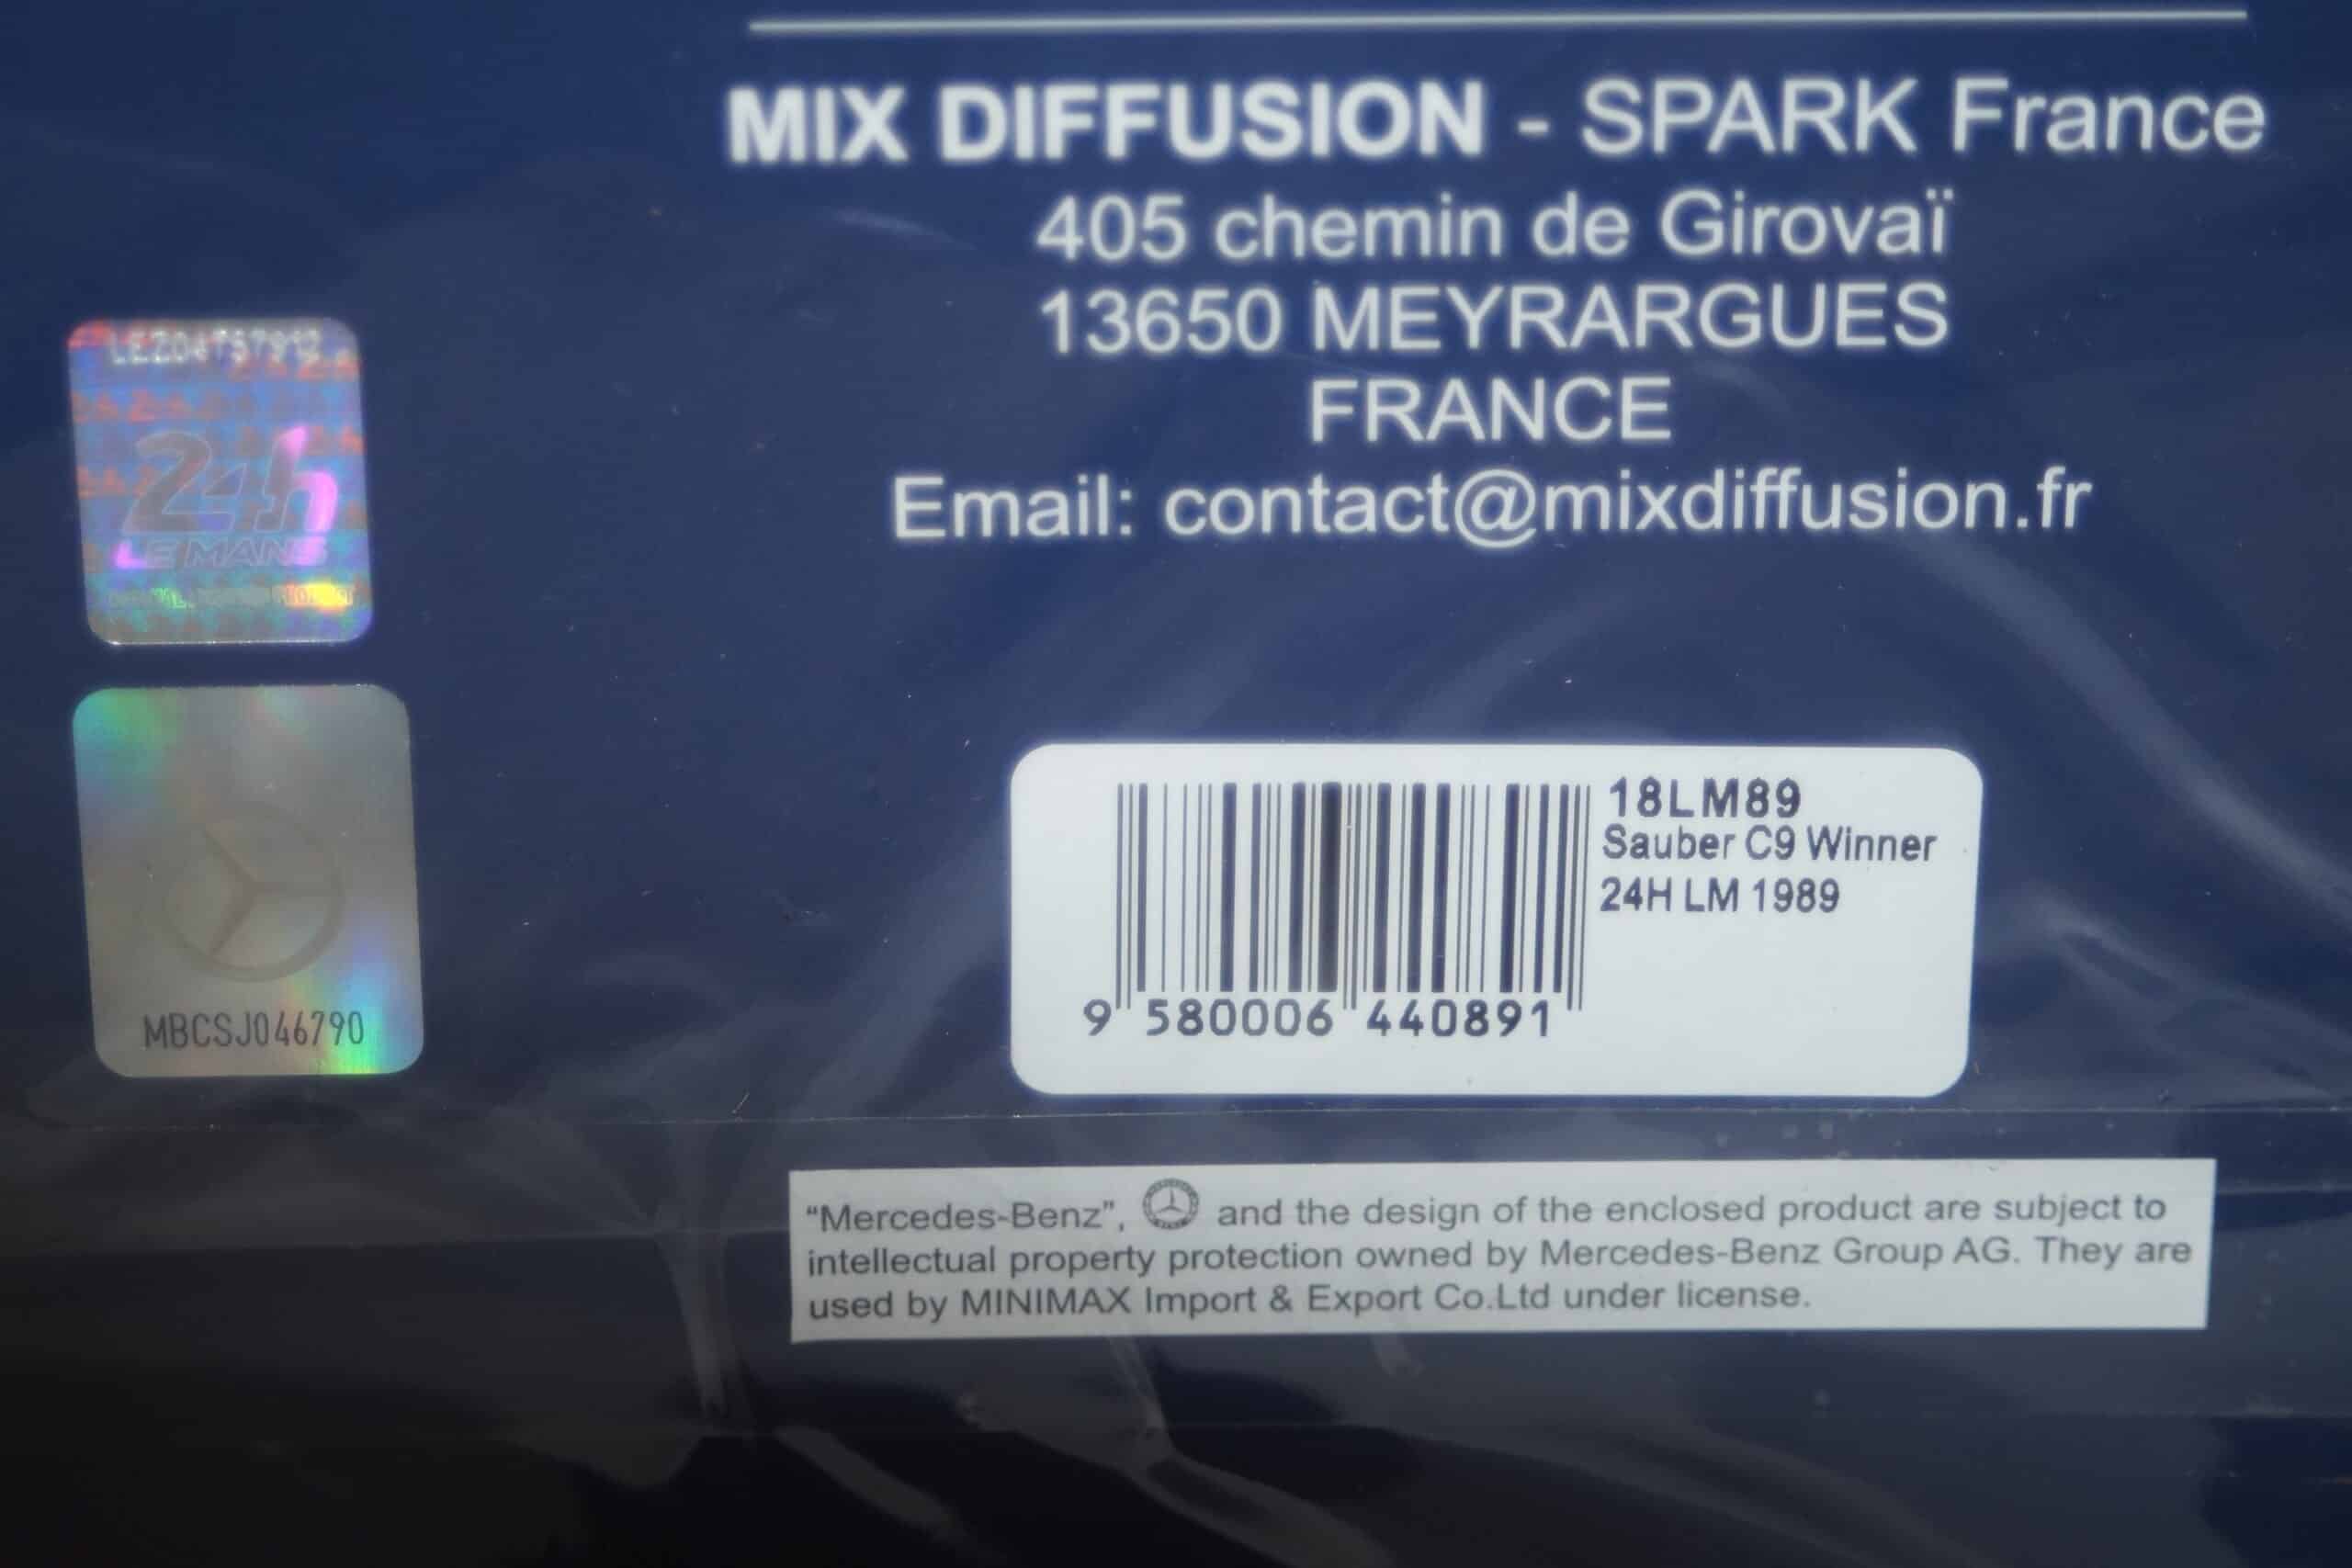 MIX DIFFUSION - SPARK France
405 chemin de Girovaï
13650 MEYRARGUES
FRANCE
Email: contact@mixdiffusion.fr
24h
LE MANS
MBCSJ046790
18LM89
Sauber C9 Winner
24H LM 1989
9 580006 440891
“Mercedes-Benz”, and the design of the enclosed product are subject to
intellectual property protection owned by Mercedes-Benz Group AG. They are
used by MINIMAX Import & Export Co.Ltd under license.